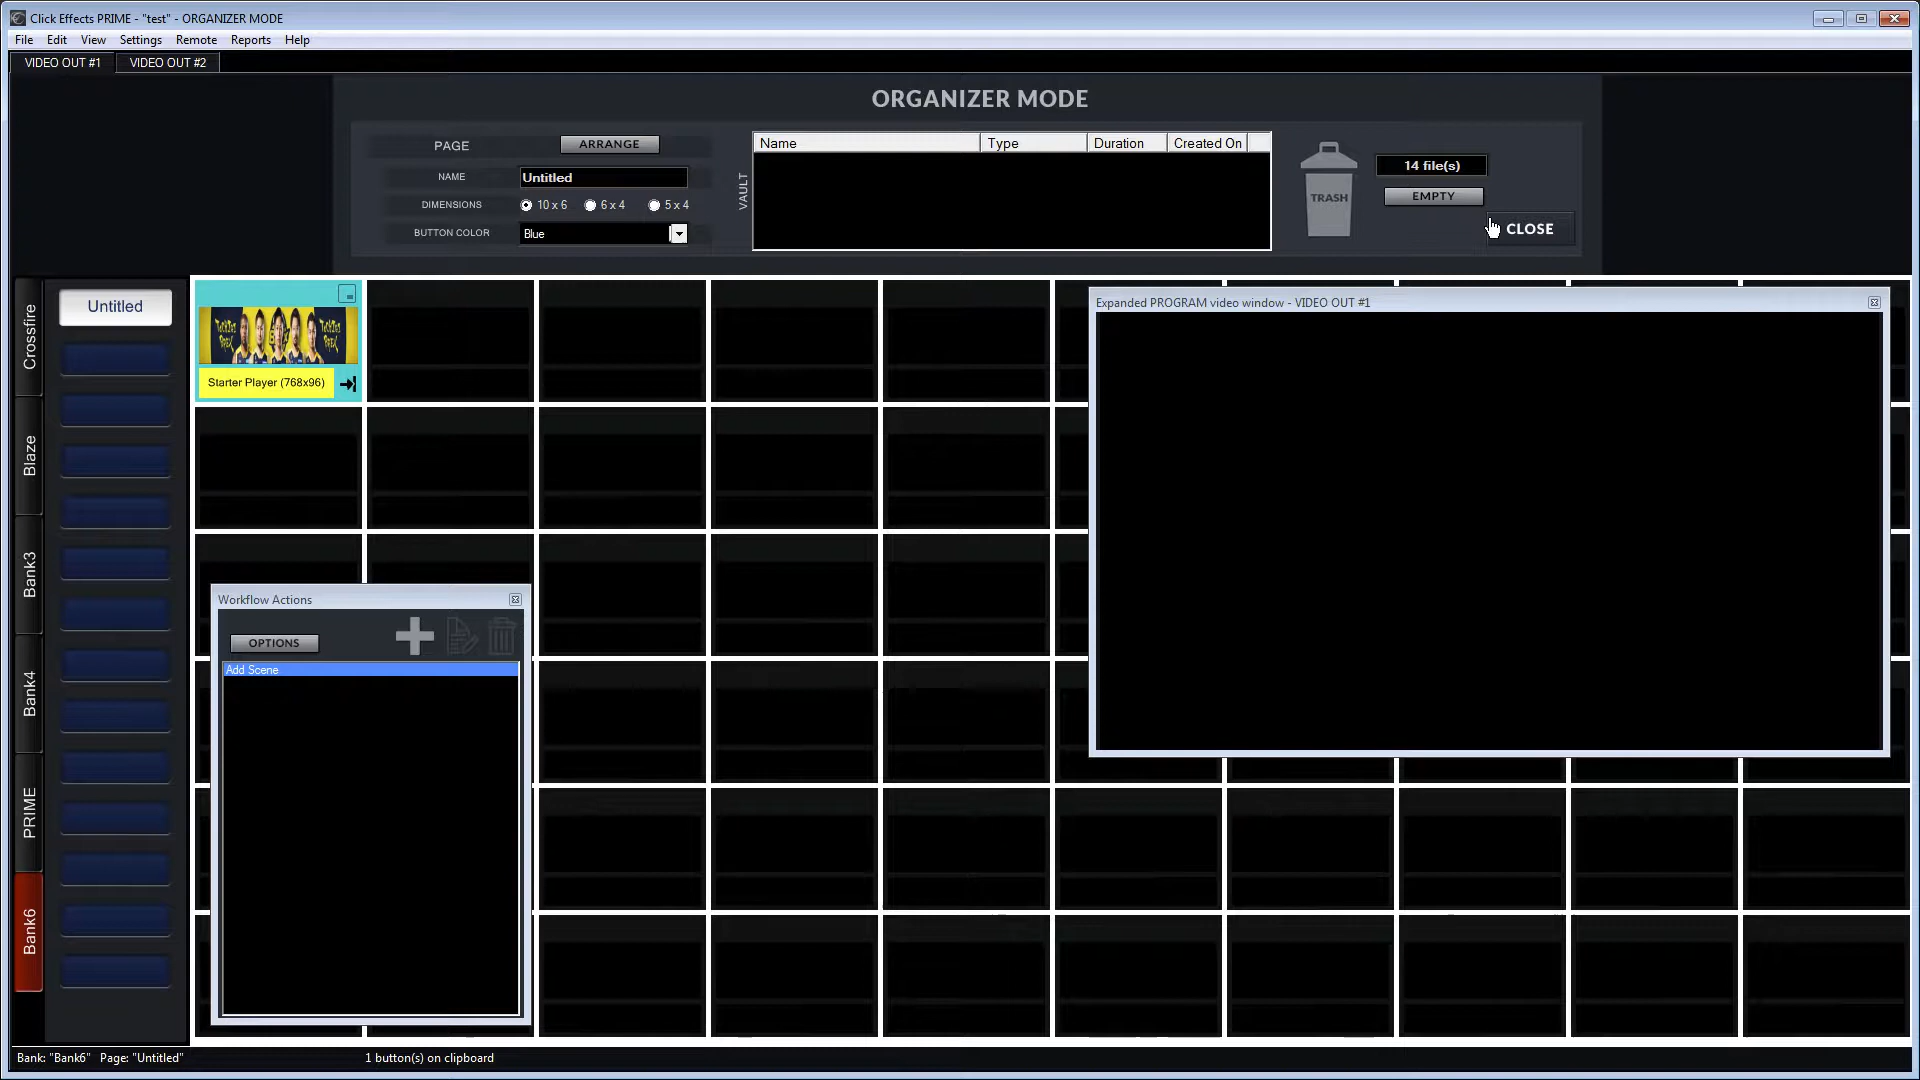 Click Effects PRIME - "test" - ORGANIZER MODE
File Edit View Settings Remote Reports Help
VIDEO OUT #1 VIDEO OUT #2
ORGANIZER MODE
PAGE ARRANGE
NAME Untitled
DIMENSIONS 10 x 6 6 x 4 5 x 4
BUTTON COLOR Blue
VAULT
Name Type Duration Created On
TRASH
14 file(s)
EMPTY
CLOSE
Crossfire
Blaze
Bank3
Bank4
PRIME
Bank6
Untitled
Starter Player (768x96)
Expanded PROGRAM video window - VIDEO OUT #1
Workflow Actions
OPTIONS
Add Scene
Bank: "Bank6" Page: "Untitled" 1 button(s) on clipboard